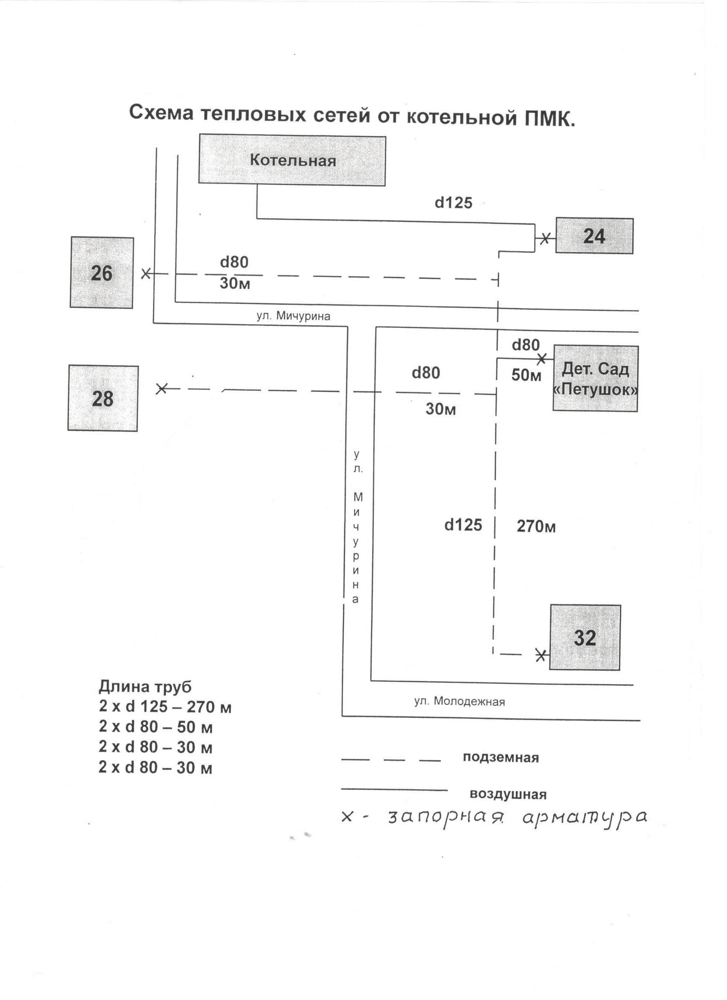 Схема тепловых сетей от котельной ПМК.
Котельная
d125
24
26
d80
30м
ул. Мичурина
d80
50м
Дет. Сад
«Петушок»
28
d80
30м
ул. Мичурина
d125
270м
32
ул. Молодежная
Длина труб
2 x d 125 – 270 м
2 x d 80 – 50 м
2 x d 80 – 30 м
2 x d 80 – 30 м
подземная
воздушная
х - запорная арматура